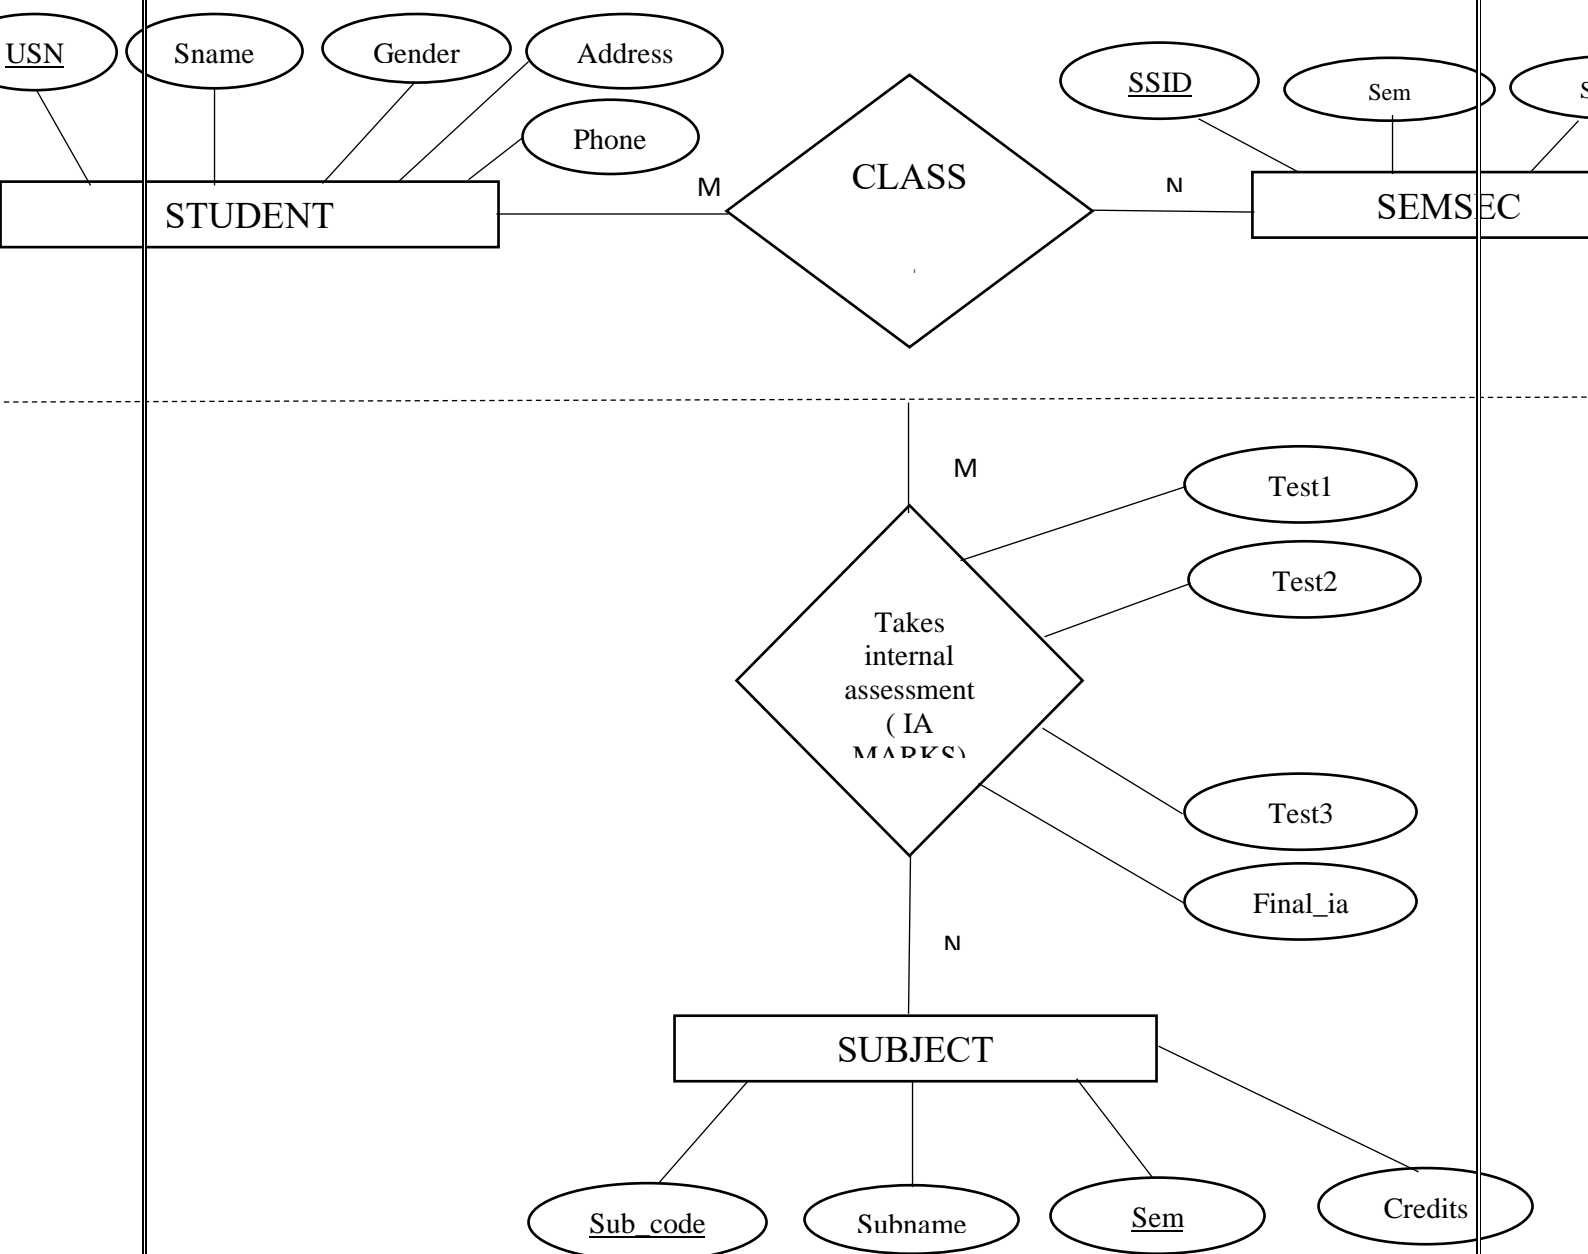 USN
Sname
Gender
Address
Phone
SSID
Sem
S
STUDENT
M
CLASS
N
SEMSEC
M
Test1
Test2
Takes
internal
assessment
( IA
MARKS)
Test3
Final_ia
N
SUBJECT
Sub_code
Subname
Sem
Credits